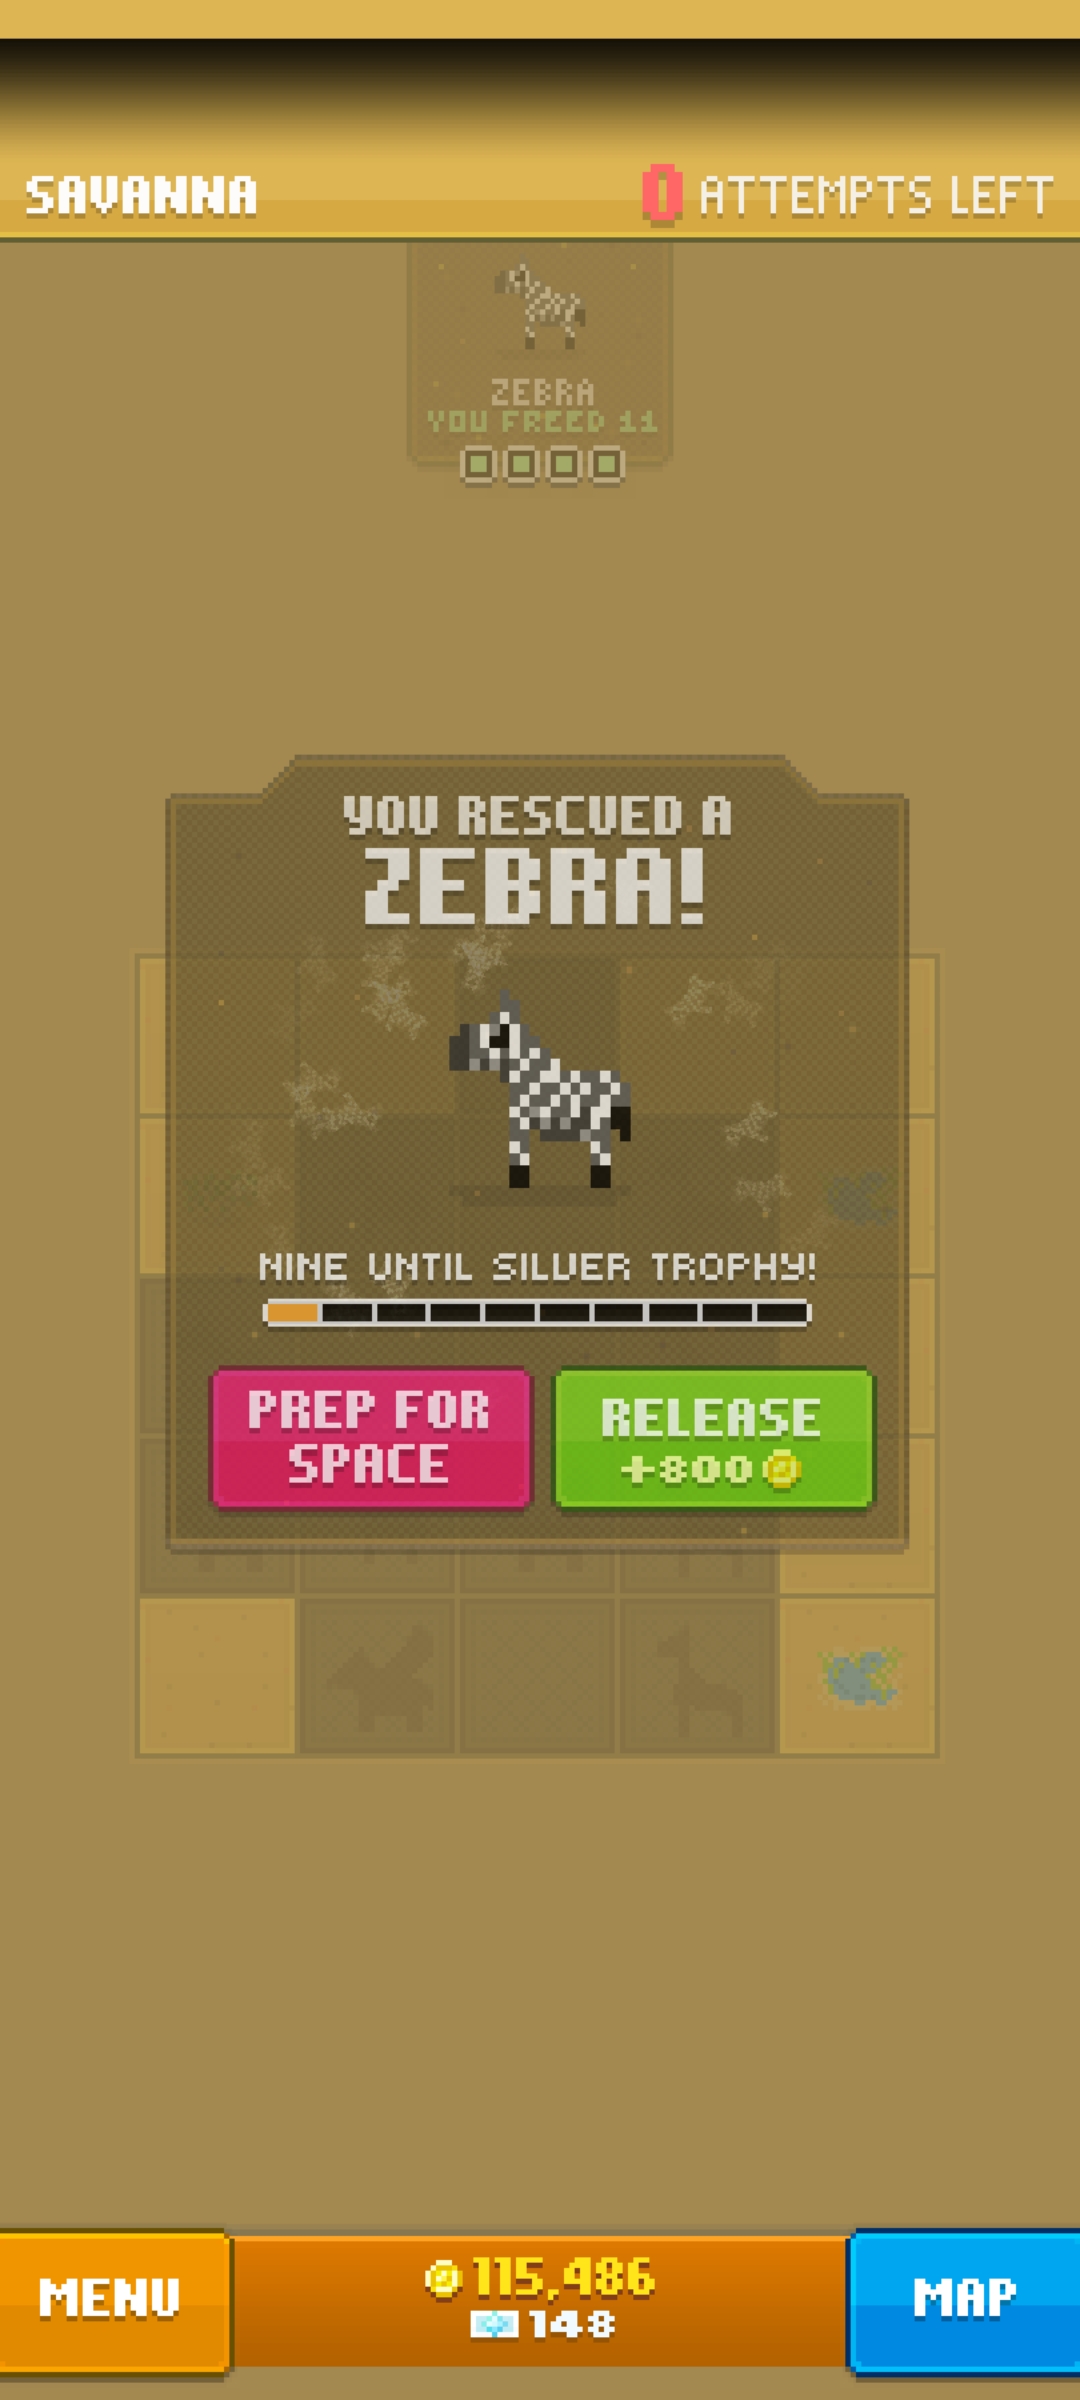 SAVANNA
0 ATTEMPTS LEFT
ZEBRA
YOU FREED 11
YOU RESCUED A
ZEBRA!
NINE UNTIL SILVER TROPHY!
PREP FOR
SPACE
RELEASE
+800
MENU
115,486
148
MAP